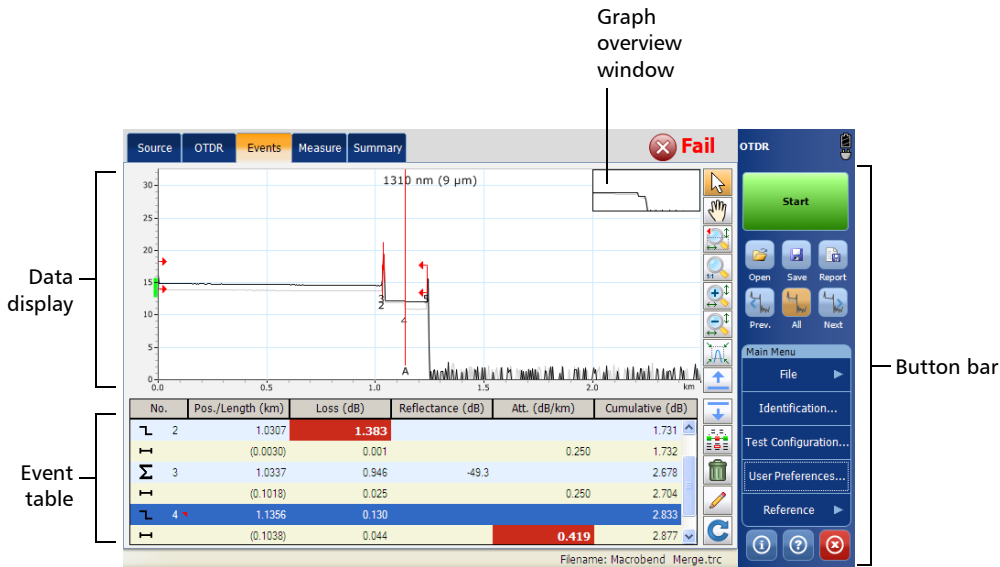 Graph
overview
window
Source OTDR Events Measure Summary
Fail
OTDR
1310 nm (9 µm)
30
25
20
15
10
5
0
0.0 0.5 1.0 1.5 2.0 km
3
2
4
5
A
1:1
Data
display
Start
Open Save Report
Prev. All Next
Main Menu
File
Identification...
Test Configuration...
User Preferences...
Reference
Button bar
No. Pos./Length (km) Loss (dB) Reflectance (dB) Att. (dB/km) Cumulative (dB)
2 1.0307 1.383 1.731
(0.0030) 0.001 0.250 1.732
Σ 3 1.0337 0.946 -49.3 2.678
(0.1018) 0.025 0.250 2.704
4 1.1356 0.130 2.833
(0.1038) 0.044 0.419 2.877
Event
table
Filename: Macrobend Merge.trc